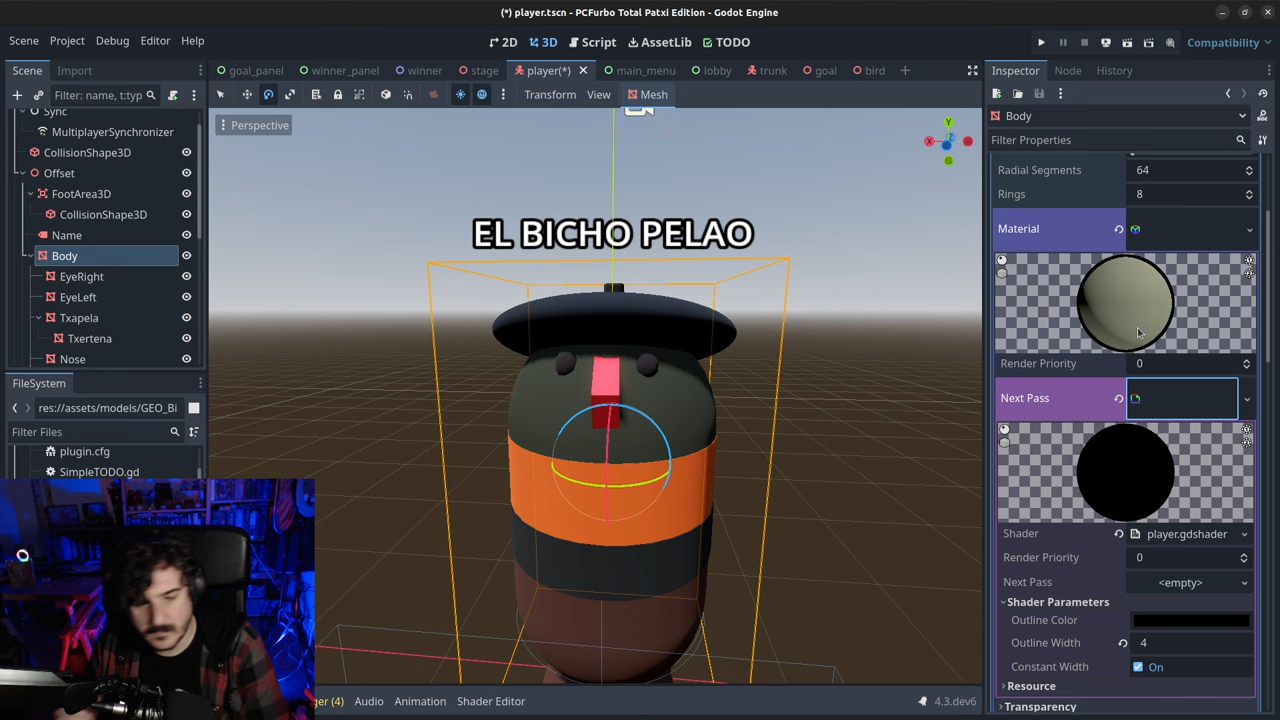 (*) player.tscn - PCFurbo Total Patxi Edition - Godot Engine
Scene Project Debug Editor Help
2D 3D Script AssetLib TODO
Compatibility
Scene Import
goal_panel winner_panel winner stage player(*) main_menu lobby trunk goal bird
Inspector Node History
Filter: name, t:typ
Transform View Mesh
Sync
MultiplayerSynchronizer
CollisionShape3D
Offset
FootArea3D
CollisionShape3D
Name
Body
EyeRight
EyeLeft
Txapela
Txertena
Nose
FileSystem
res://assets/models/GEO_Bi
Filter Files
plugin.cfg
SimpleTODO.gd
Perspective
Y
X
Z
EL BICHO PELAO
ger (4) Audio Animation Shader Editor
4.3.dev6
Body
Filter Properties
Radial Segments 64
Rings 8
Material
Render Priority 0
Next Pass
Shader player.gdshader
Render Priority 0
Next Pass <empty>
Shader Parameters
Outline Color
Outline Width 4
Constant Width On
Resource
Transparency